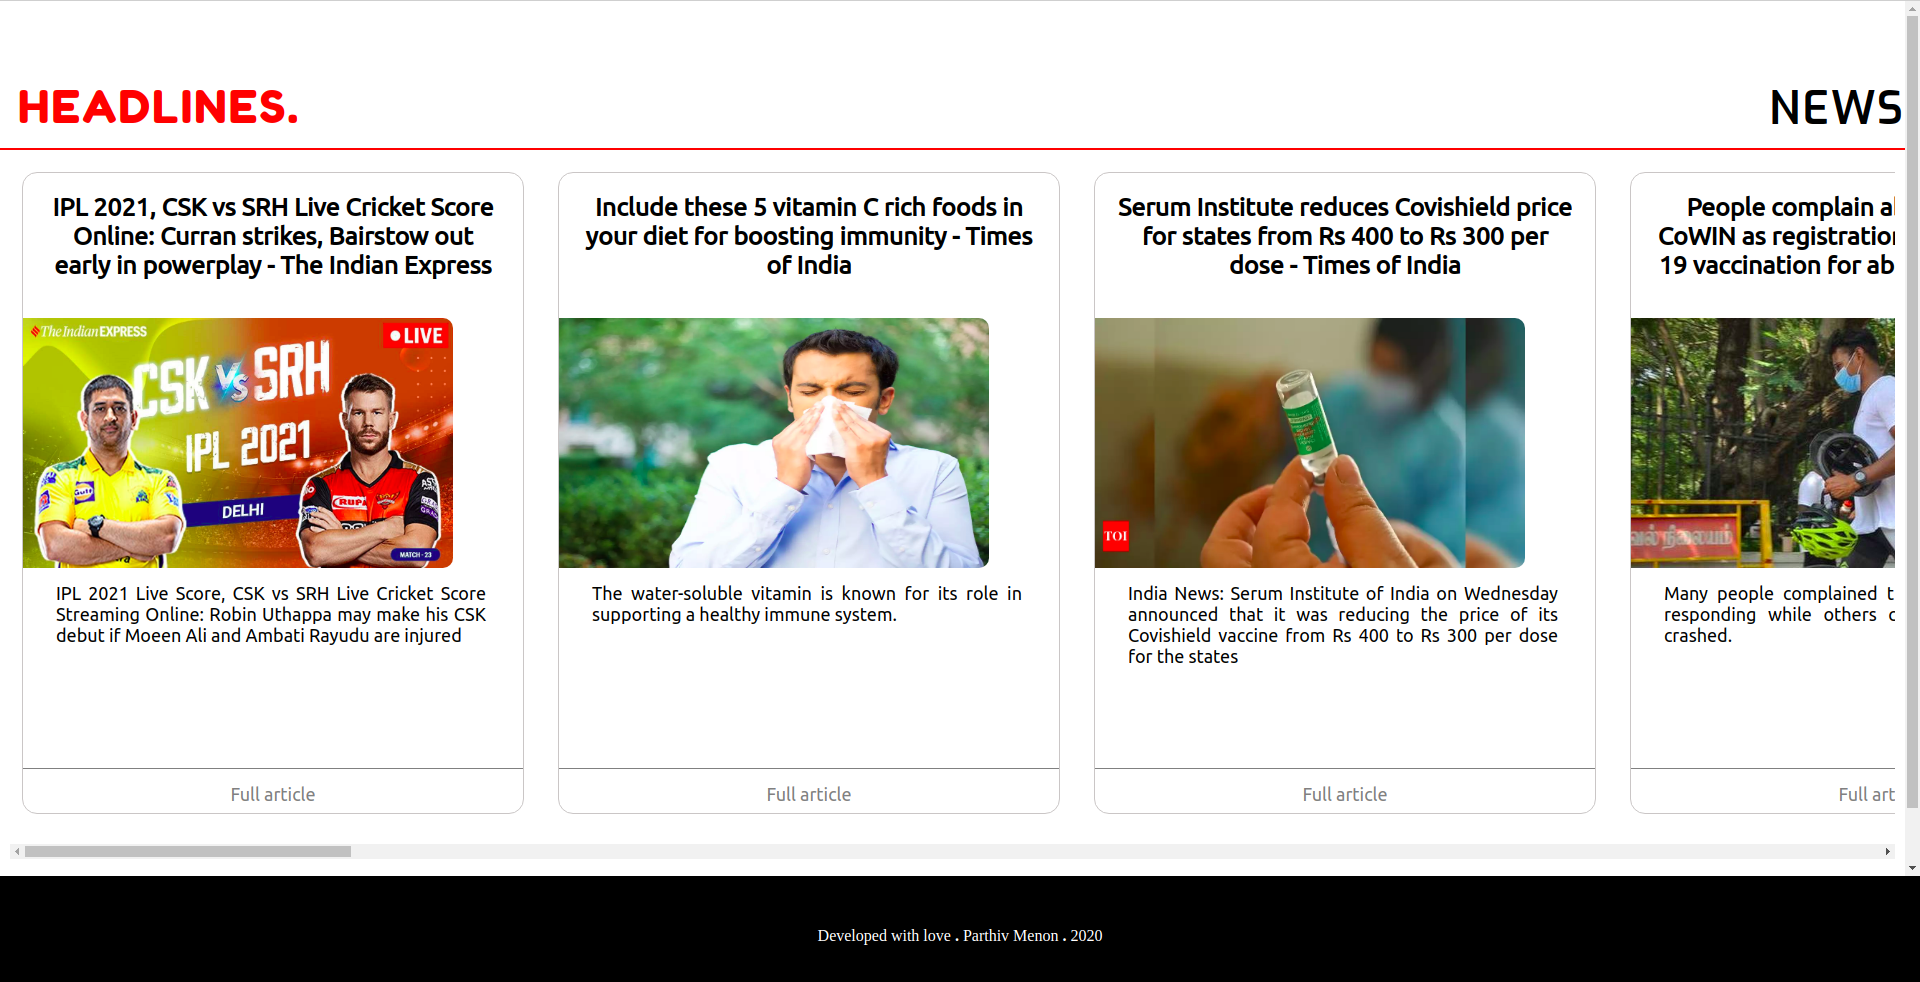 HEADLINES.
NEWS
IPL 2021, CSK vs SRH Live Cricket Score
Online: Curran strikes, Bairstow out
early in powerplay - The Indian Express
The Indian EXPRESS
LIVE
CSK VS SRH
IPL 2021
DELHI
Gulf
RUPA
MATCH - 23
IPL 2021 Live Score, CSK vs SRH Live Cricket Score
Streaming Online: Robin Uthappa may make his CSK
debut if Moeen Ali and Ambati Rayudu are injured
Full article
Include these 5 vitamin C rich foods in
your diet for boosting immunity - Times
of India
The water-soluble vitamin is known for its role in
supporting a healthy immune system.
Full article
Serum Institute reduces Covishield price
for states from Rs 400 to Rs 300 per
dose - Times of India
TOI
India News: Serum Institute of India on Wednesday
announced that it was reducing the price of its
Covishield vaccine from Rs 400 to Rs 300 per dose
for the states
Full article
People complain a
CoWIN as registration
19 vaccination for ab
நிலையம்
Many people complained t
responding while others c
crashed.
Full art
Developed with love . Parthiv Menon . 2020